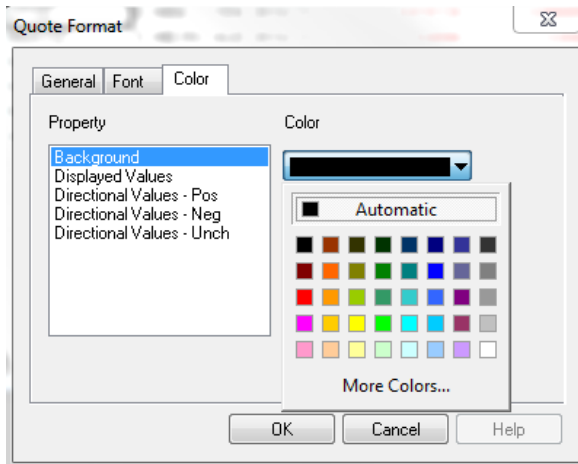 Quote Format
General Font Color
Property Color
Background
Displayed Values
Directional Values - Pos
Directional Values - Neg
Directional Values - Unch
Automatic
More Colors...
OK Cancel Help